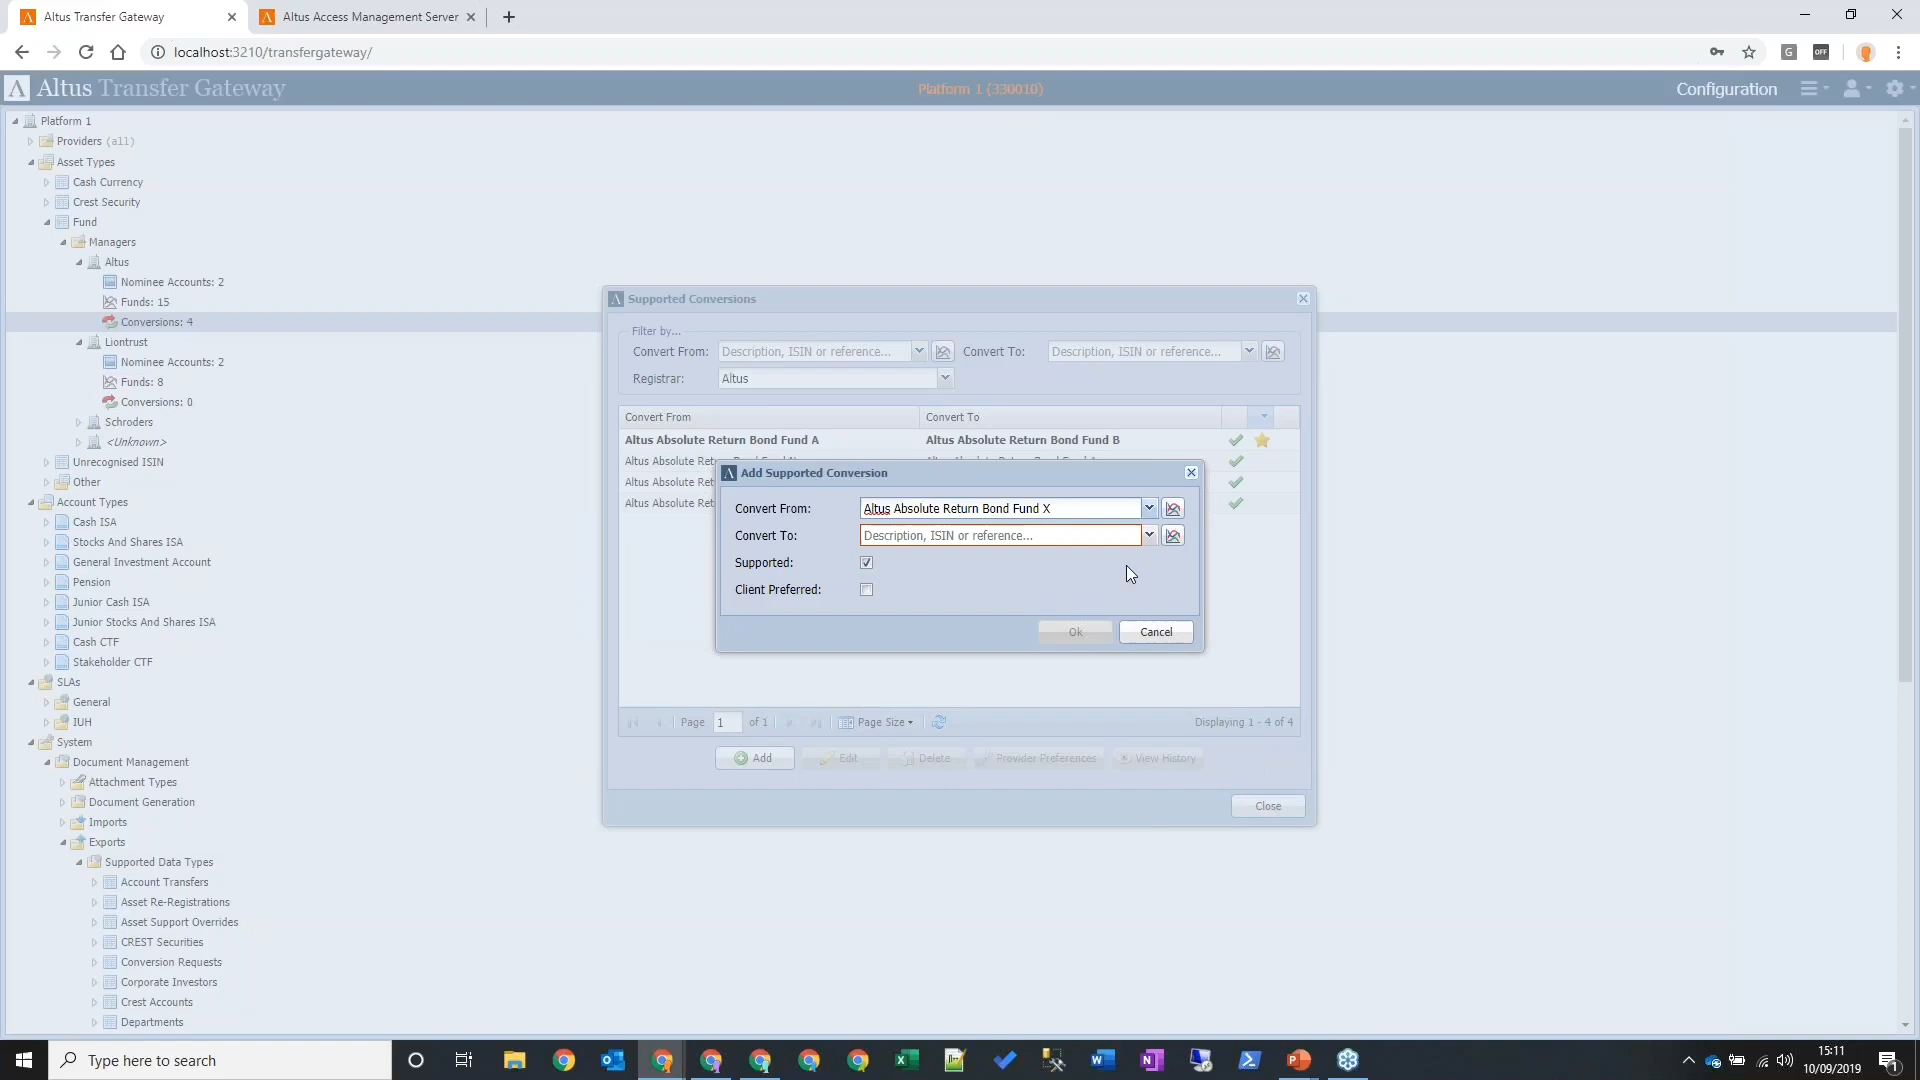 Altus Transfer Gateway
Altus Access Management Server
localhost:3210/transfergateway/
G
OFF
Altus Transfer Gateway
Platform 1 (330010)
Configuration
Platform 1
Providers (all)
Asset Types
Cash Currency
Crest Security
Fund
Managers
Altus
Nominee Accounts: 2
Funds: 15
Conversions: 4
Liontrust
Nominee Accounts: 2
Funds: 8
Conversions: 0
Schroders
<Unknown>
Unrecognised ISIN
Other
Account Types
Cash ISA
Stocks And Shares ISA
General Investment Account
Pension
Junior Cash ISA
Junior Stocks And Shares ISA
Cash CTF
Stakeholder CTF
SLAs
General
IUH
System
Document Management
Attachment Types
Document Generation
Imports
Exports
Supported Data Types
Account Transfers
Asset Re-Registrations
Asset Support Overrides
CREST Securities
Conversion Requests
Corporate Investors
Crest Accounts
Departments
Supported Conversions
Filter by...
Convert From: Description, ISIN or reference... Convert To: Description, ISIN or reference...
Registrar: Altus
Convert From Convert To
Altus Absolute Return Bond Fund A Altus Absolute Return Bond Fund B
Altus Absolute Ret
Altus Absolute Ret
Altus Absolute Ret
Add Supported Conversion
Convert From: Altus Absolute Return Bond Fund X
Convert To: Description, ISIN or reference...
Supported:
Client Preferred:
Ok Cancel
Page 1 of 1 Page Size Displaying 1 - 4 of 4
Add Edit Delete Provider Preferences View History
Close
Type here to search
15:11
10/09/2019
1